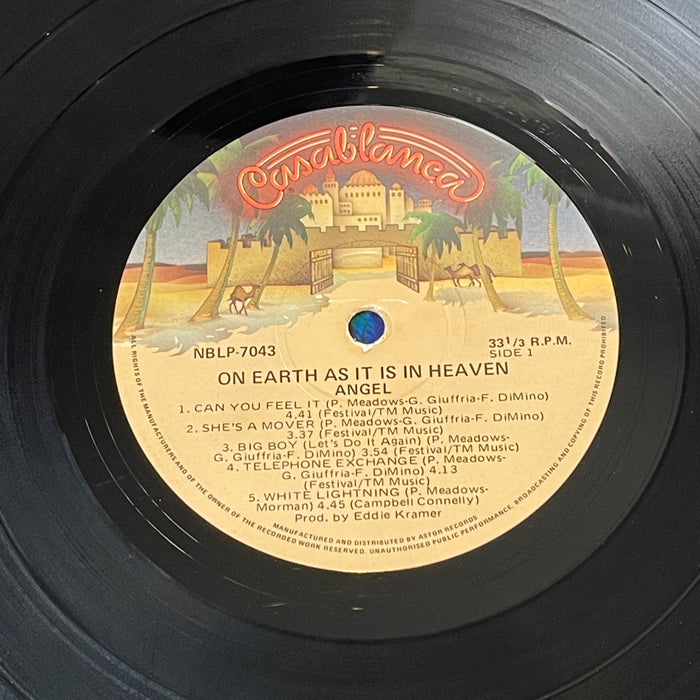 Casablanca
NBLP-7043
33 1/3 R.P.M.
SIDE 1
ON EARTH AS IT IS IN HEAVEN
ANGEL
1. CAN YOU FEEL IT (P. Meadows-G. Giuffria-F. DiMino)
4.41 (Festival/TM Music)
2. SHE'S A MOVER (P. Meadows-G. Giuffria-F. DiMino)
3.37 (Festival/TM Music)
3. BIG BOY (Let's Do It Again) (P. Meadows-
G. Giuffria-F. DiMino) 3.54 (Festival/TM Music)
4. TELEPHONE EXCHANGE (P. Meadows-
G. Giuffria-F. DiMino) 4.13
(Festival/TM Music)
5. WHITE LIGHTNING (P. Meadows-
Morman) 4.45 (Campbell Connelly)
Prod. by Eddie Kramer
MANUFACTURED AND DISTRIBUTED BY ASTOR RECORDS
ALL RIGHTS OF THE MANUFACTURERS AND OF THE OWNER OF THE RECORDED WORK RESERVED. UNAUTHORISED PUBLIC PERFORMANCE, BROADCASTING AND COPYING OF THIS RECORD PROHIBITED